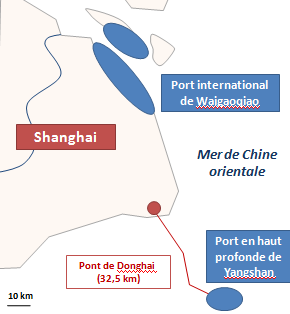 Port international
de Waigaoqiao
Shanghai
Mer de Chine
orientale
Port en haut
profonde de
Yangshan
Pont de Donghai
(32,5 km)
10 km